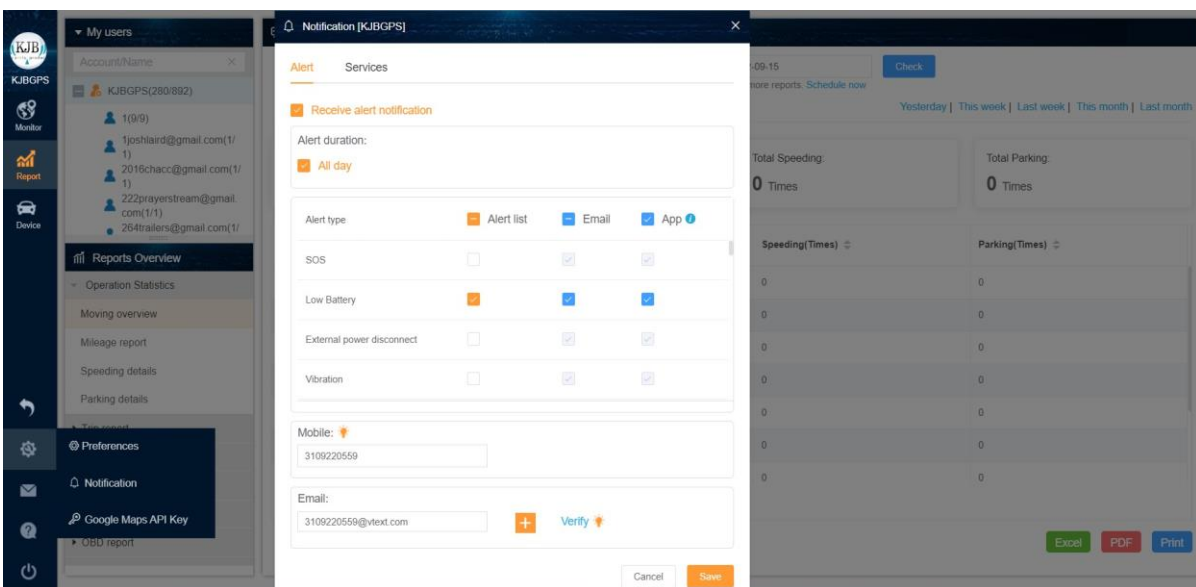 KJB
KJBGPS
Monitor
Report
Device
My users
Account/Name
KJBGPS(280/892)
1(9/9)
1joshlaird@gmail.com(1/
1)
2016chacc@gmail.com(1/
1)
222prayerstream@gmail.
com(1/1)
264trailers@gmail.com(1/
Reports Overview
Operation Statistics
Moving overview
Mileage report
Speeding details
Parking details
Trip report
Preferences
Notification
Google Maps API Key
OBD report
Notification [KJBGPS]
Alert Services
Receive alert notification
Alert duration:
All day
Alert type Alert list Email App
SOS
Low Battery
External power disconnect
Vibration
Mobile:
3109220559
Email:
3109220559@vtext.com
Verify
Cancel Save
-09-15 Check
more reports. Schedule now
Yesterday | This week | Last week | This month | Last month
Total Speeding: Total Parking:
0 Times 0 Times
Speeding(Times) Parking(Times)
0 0
0 0
0 0
0 0
0 0
0 0
0 0
Excel PDF Print